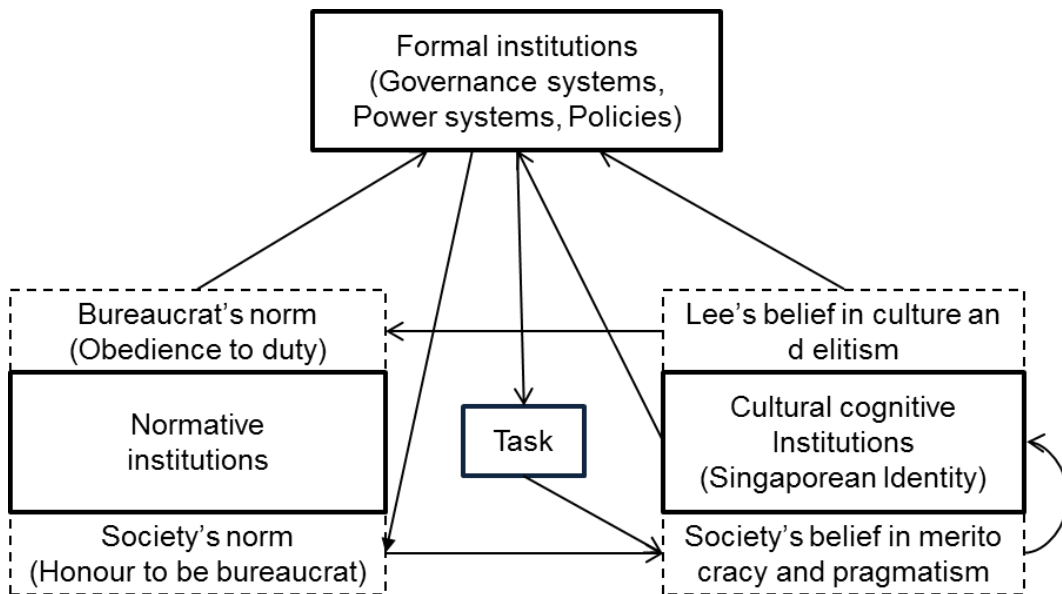 Formal institutions
(Governance systems,
Power systems, Policies)
Bureaucrat's norm
(Obedience to duty)
Normative
institutions
Society's norm
(Honour to be bureaucrat)
Task
Lee's belief in culture an
d elitism
Cultural cognitive
Institutions
(Singaporean Identity)
Society's belief in merito
cracy and pragmatism